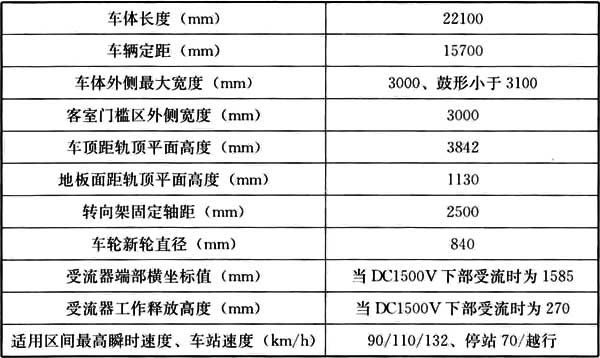 车体长度（mm） 22100
车辆定距（mm） 15700
车体外侧最大宽度（mm） 3000、鼓形小于 3100
客室门槛区外侧宽度（mm） 3000
车顶距轨顶平面高度（mm） 3842
地板面距轨顶平面高度（mm） 1130
转向架固定轴距（mm） 2500
车轮新轮直径（mm） 840
受流器端部横坐标值（mm） 当 DC1500V 下部受流时为 1585
受流器工作释放高度（mm） 当 DC1500V 下部受流时为 270
适用区间最高瞬时速度、车站速度（km/h） 90/110/132、停站 70/越行